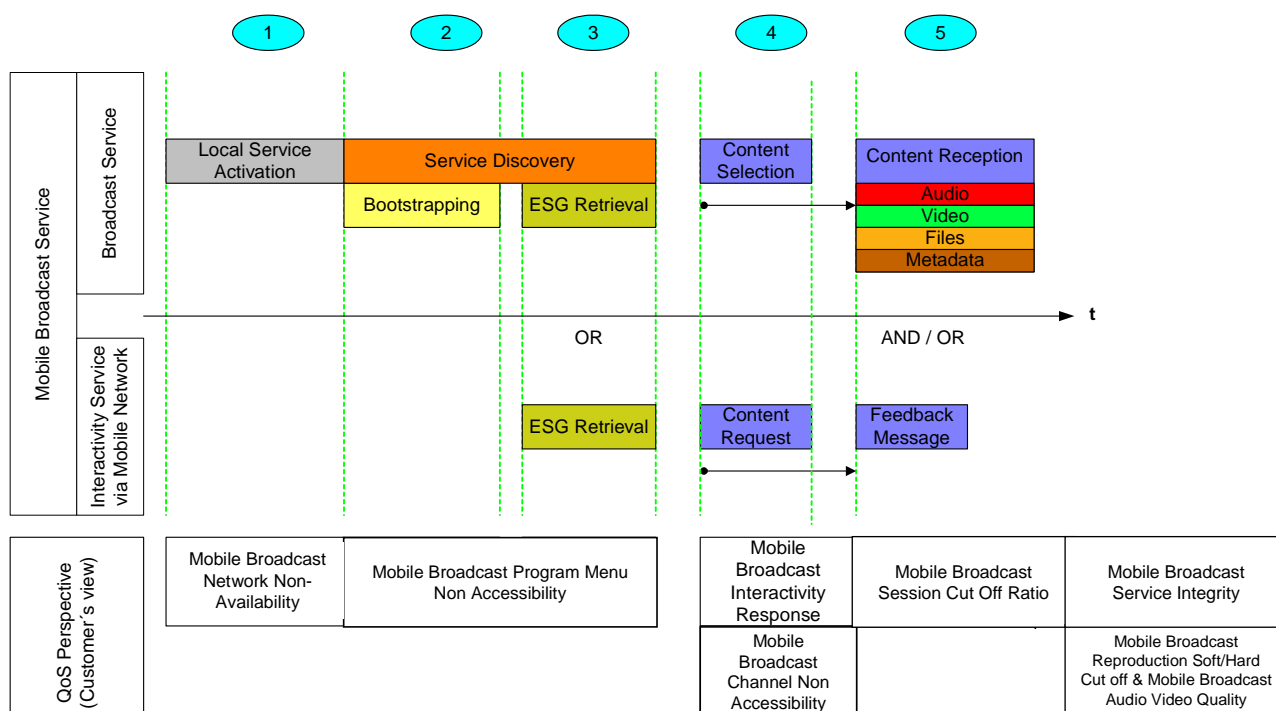 1
2
3
4
5
Mobile Broadcast Service
Broadcast Service
Local Service
Activation
Service Discovery
Content
Selection
Content Reception
Bootstrapping
ESG Retrieval
Audio
Video
Files
Metadata
t
OR
AND / OR
Interactivity Service
via Mobile Network
ESG Retrieval
Content
Request
Feedback
Message
QoS Perspective
(Customer´s view)
Mobile Broadcast
Network Non-
Availability
Mobile Broadcast Program Menu
Non Accessibility
Mobile
Broadcast
Interactivity
Response
Mobile Broadcast
Session Cut Off Ratio
Mobile Broadcast
Service Integrity
Mobile
Broadcast
Channel Non
Accessibility
Mobile Broadcast
Reproduction Soft/Hard
Cut off & Mobile Broadcast
Audio Video Quality